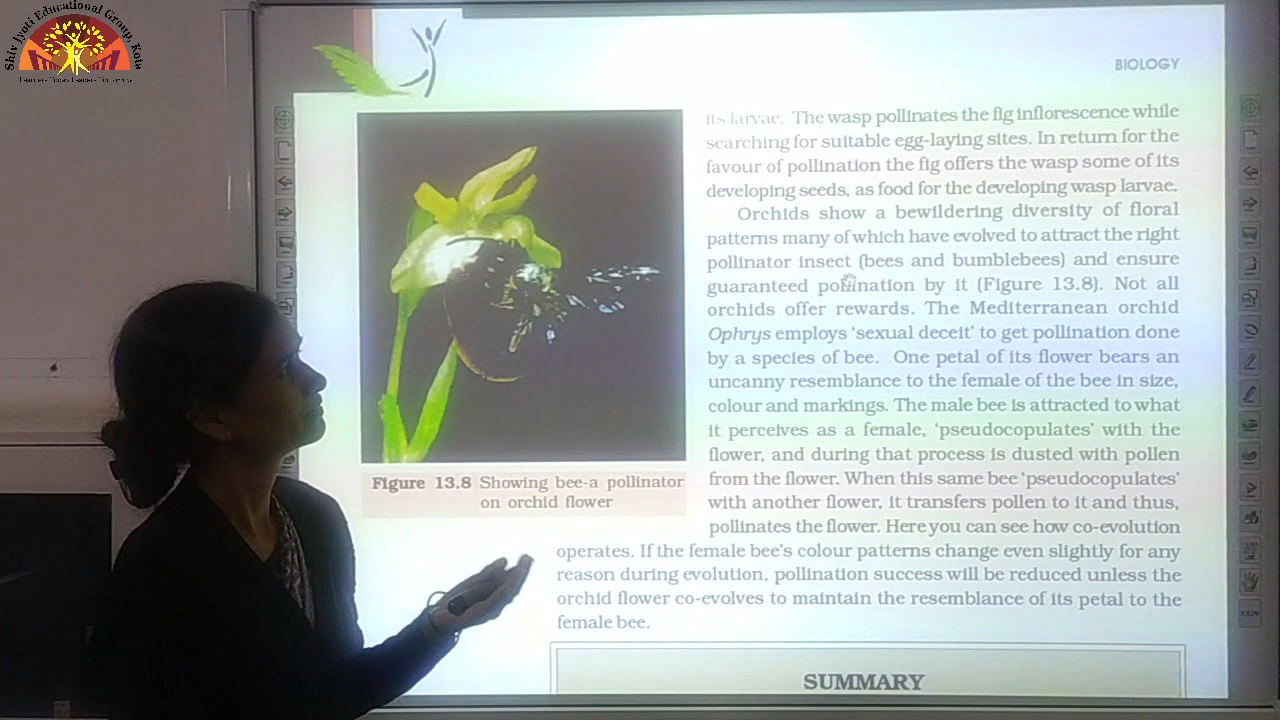 Shiv Jyoti Educational Group, Kota
BIOLOGY
its larvae. The wasp pollinates the fig inflorescence while
searching for suitable egg-laying sites. In return for the
favour of pollination the fig offers the wasp some of its
developing seeds, as food for the developing wasp larvae.
Orchids show a bewildering diversity of floral
patterns many of which have evolved to attract the right
pollinator insect (bees and bumblebees) and ensure
guaranteed pollination by it (Figure 13.8). Not all
orchids offer rewards. The Mediterranean orchid
Ophrys employs ‘sexual deceit’ to get pollination done
by a species of bee. One petal of its flower bears an
uncanny resemblance to the female of the bee in size,
colour and markings. The male bee is attracted to what
it perceives as a female, ‘pseudocopulates’ with the
flower, and during that process is dusted with pollen
from the flower. When this same bee ‘pseudocopulates’
with another flower, it transfers pollen to it and thus,
pollinates the flower. Here you can see how co-evolution
operates. If the female bee’s colour patterns change even slightly for any
reason during evolution, pollination success will be reduced unless the
orchid flower co-evolves to maintain the resemblance of its petal to the
female bee.
Figure 13.8 Showing bee-a pollinator
on orchid flower
SUMMARY